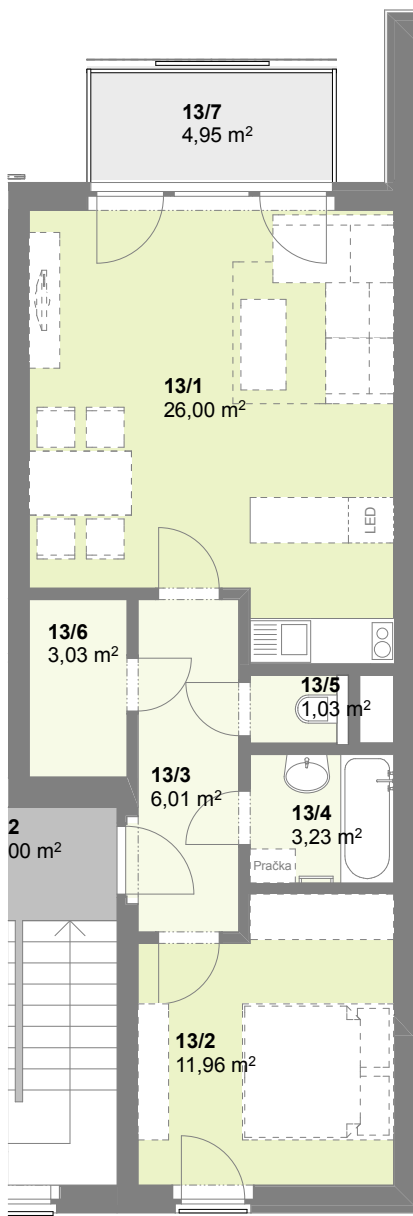 13/7
4,95 m²
13/1
26,00 m²
LED
13/6
3,03 m²
13/5
1,03 m²
13/3
6,01 m²
13/4
3,23 m²
2
00 m²
Pračka
13/2
11,96 m²